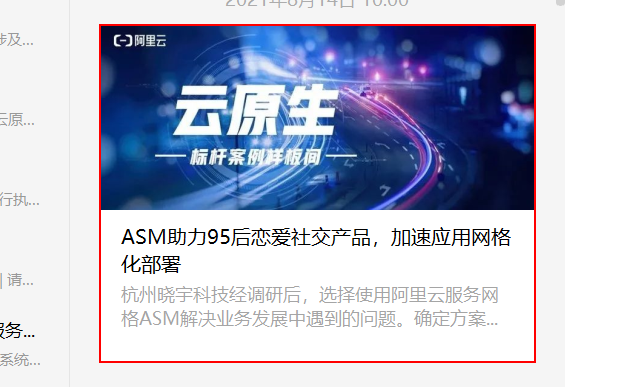 2021年8月14日 10:00
涉及...
阿里云
云原生
标杆案例样板间
云原...
行执...
ASM助力95后恋爱社交产品，加速应用网格
化部署
| 请...
杭州晓宇科技经调研后，选择使用阿里云服务网
格ASM解决业务发展中遇到的问题。确定方案...
服务...
系统...